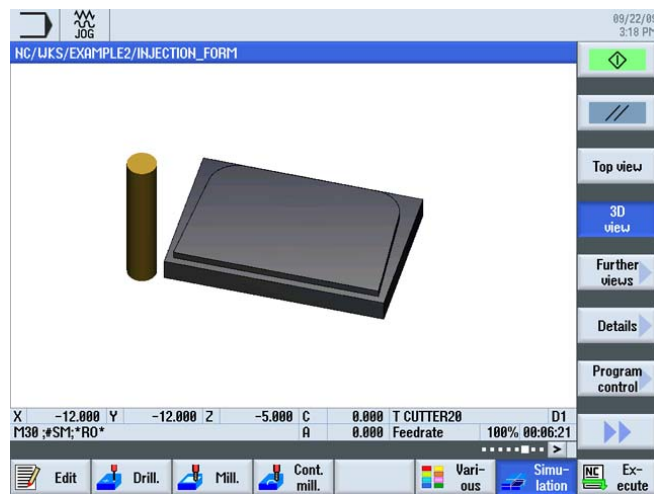 09/22/0
3:18 PM
JOG
NC/WKS/EXAMPLE2/INJECTION_FORM
Top view
3D
view
Further
views
Details
Program
control
X -12.000 Y -12.000 Z -5.000 C 0.000 T CUTTER20 D1
M30 ;#SM;*RO* A 0.000 Feedrate 100% 00:06:21
Edit
Drill.
Mill.
Cont.
mill.
Vari-
ous
Simu-
lation
NC
Ex-
ecute